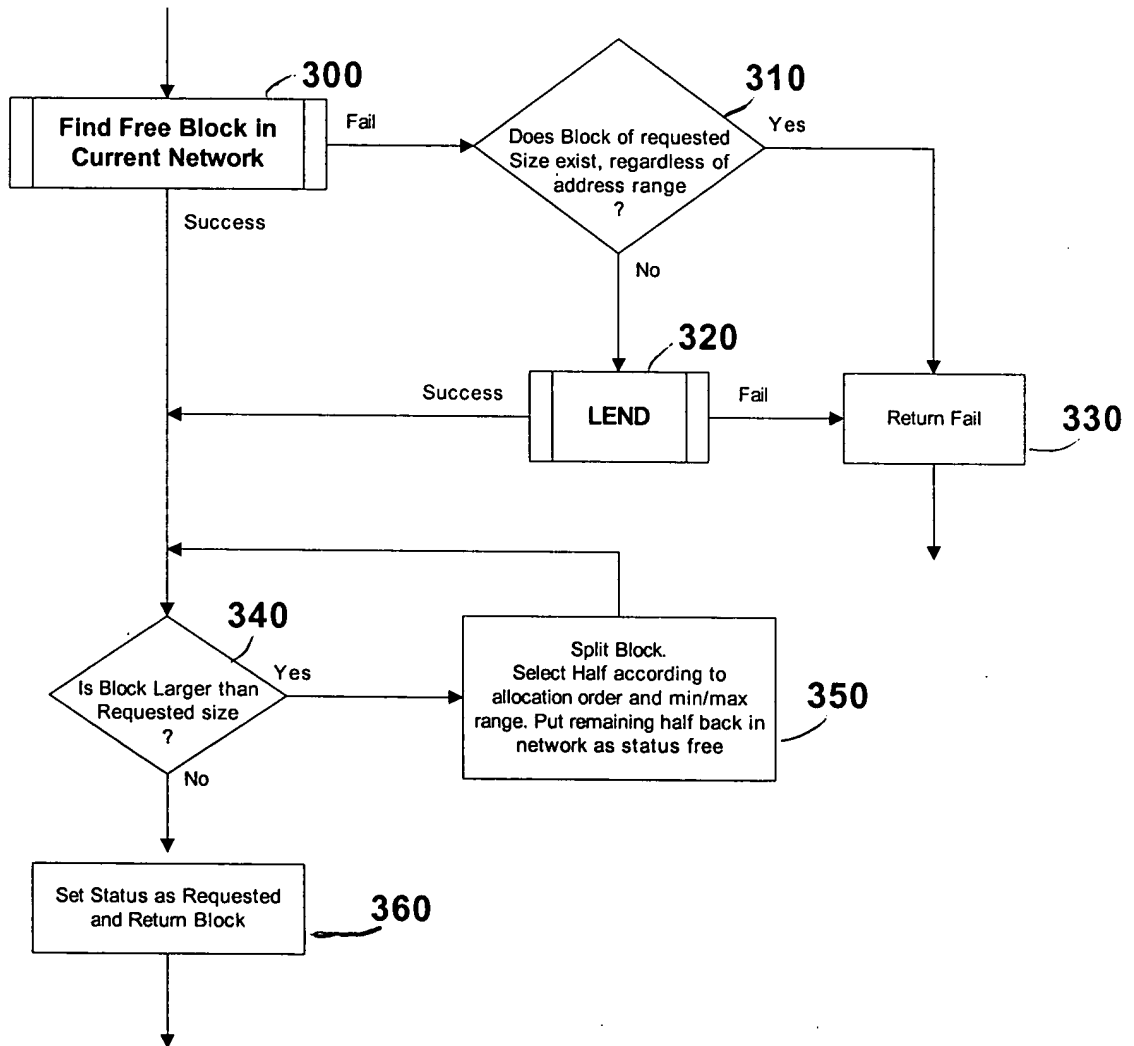 300
Find Free Block in
Current Network
Fail
310
Does Block of requested
Size exist, regardless of
address range
?
Yes
Success
No
320
Success
LEND
Fail
Return Fail
330
340
Is Block Larger than
Requested size
?
Yes
Split Block.
Select Half according to
allocation order and min/max
range. Put remaining half back in
network as status free
350
No
Set Status as Requested
and Return Block
360